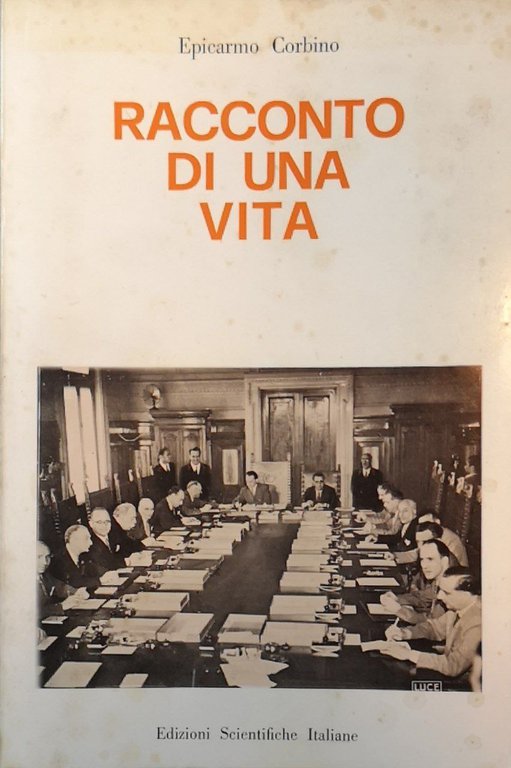 Epicarmo Corbino
RACCONTO
DI UNA
VITA
LUCE
Edizioni Scientifiche Italiane